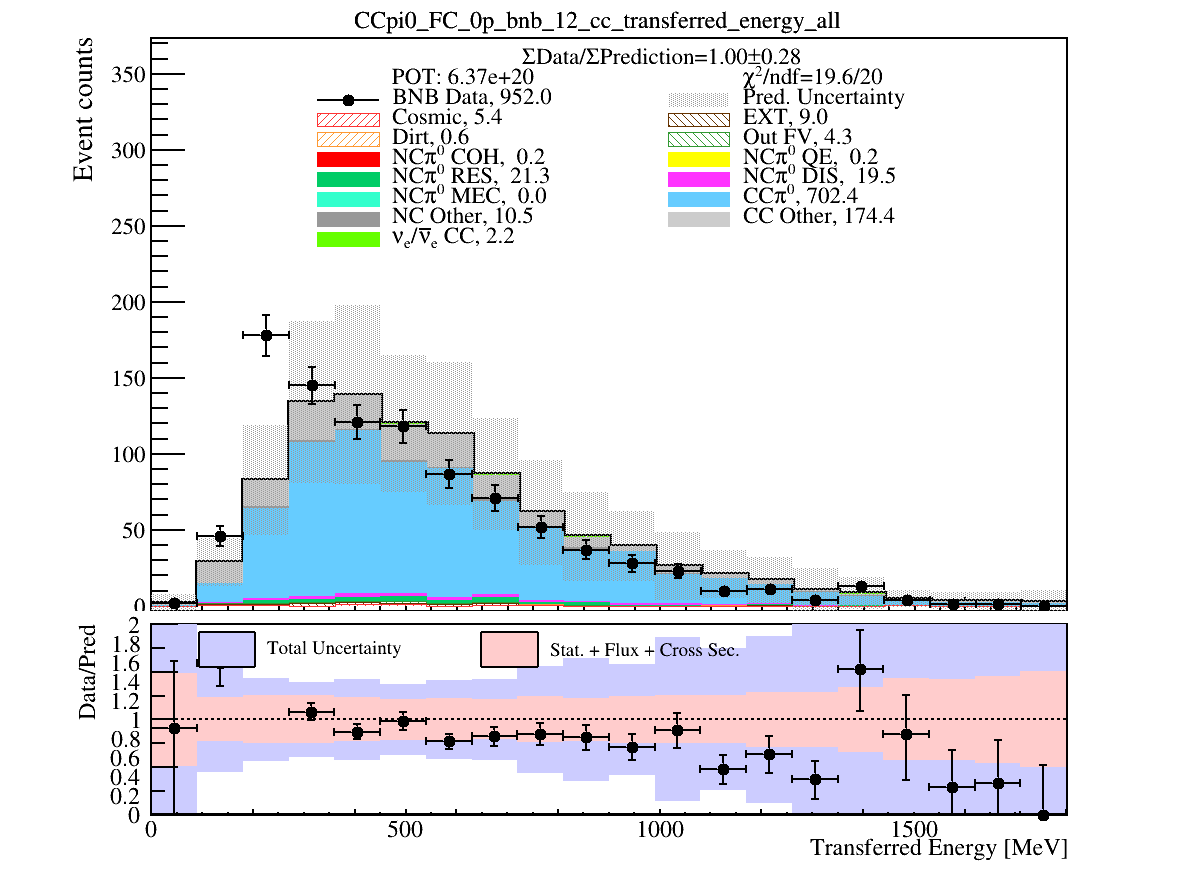 CCpi0_FC_0p_bnb_12_cc_transferred_energy_all
ΣData/ΣPrediction=1.00±0.28
POT: 6.37e+20
χ²/ndf=19.6/20
BNB Data, 952.0
Pred. Uncertainty
Cosmic, 5.4
EXT, 9.0
Dirt, 0.6
Out FV, 4.3
NCπ⁰ COH, 0.2
NCπ⁰ QE, 0.2
NCπ⁰ RES, 21.3
NCπ⁰ DIS, 19.5
NCπ⁰ MEC, 0.0
CCπ⁰, 702.4
NC Other, 10.5
CC Other, 174.4
νₑ/ν̅ₑ CC, 2.2
Event counts
350
300
250
200
150
100
50
0
Total Uncertainty
Stat. + Flux + Cross Sec.
Data/Pred
2
1.8
1.6
1.4
1.2
1
0.8
0.6
0.4
0.2
0
0 500 1000 1500
Transferred Energy [MeV]